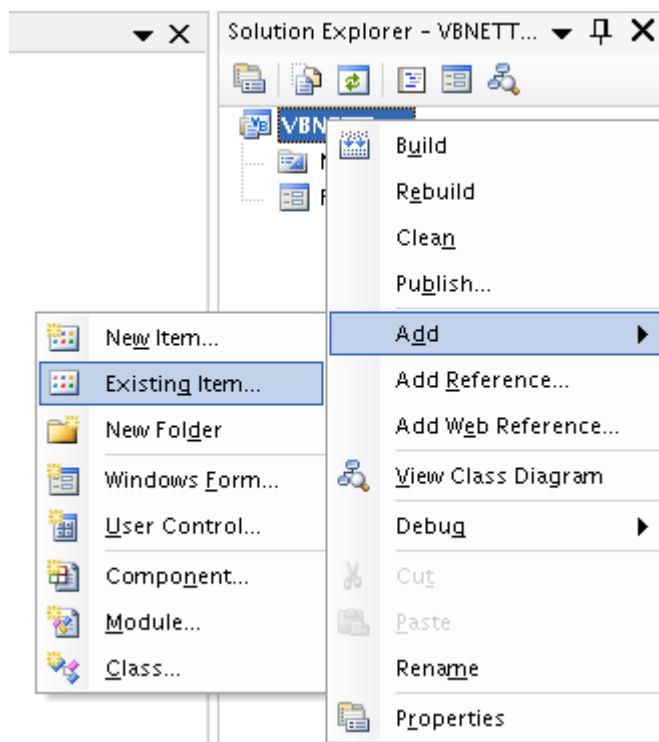 Solution Explorer - VBNETT...
Build
Rebuild
Clean
Publish...
Add
Add Reference...
Add Web Reference...
View Class Diagram
Debug
Cut
Paste
Rename
Properties
New Item...
Existing Item...
New Folder
Windows Form...
User Control...
Component...
Module...
Class...